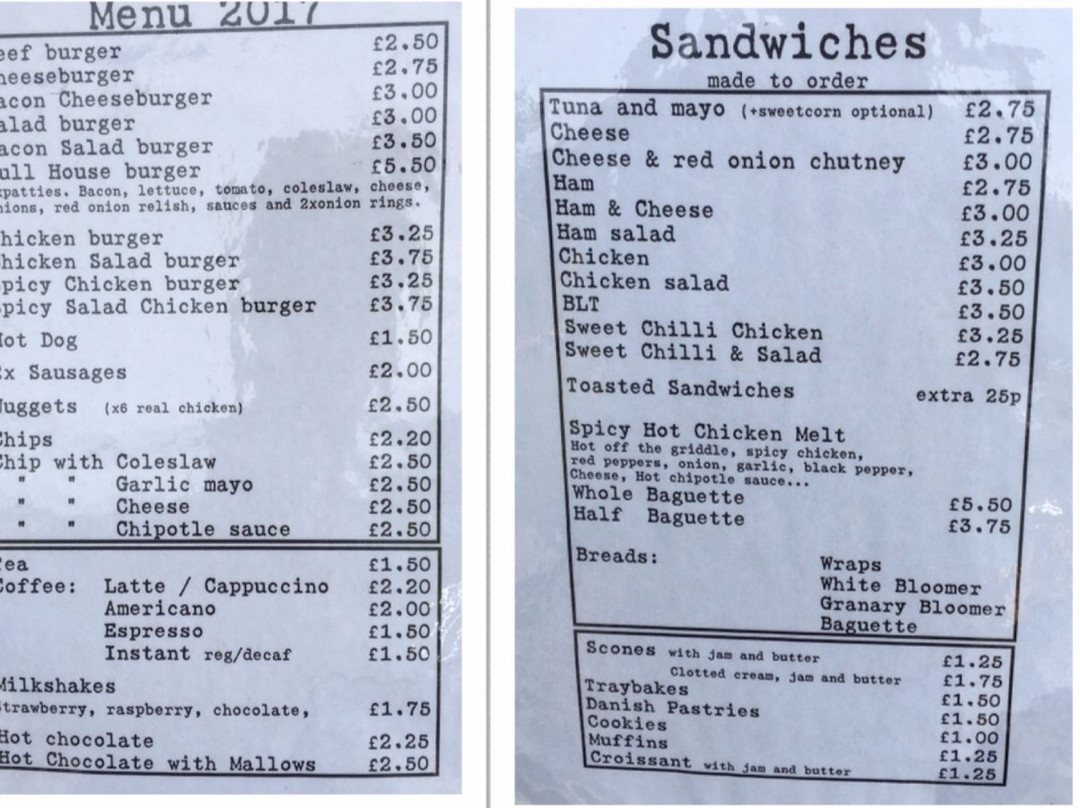 Menu 2017
eef burger £2.50
heeseburger £2.75
acon Cheeseburger £3.00
alad burger £3.00
acon Salad burger £3.50
ull House burger £5.50
xpatties. Bacon, lettuce, tomato, coleslaw, cheese,
nions, red onion relish, sauces and 2xonion rings.
hicken burger £3.25
hicken Salad burger £3.75
picy Chicken burger £3.25
picy Salad Chicken burger £3.75
Hot Dog £1.50
2x Sausages £2.00
Nuggets (x6 real chicken) £2.50
Chips £2.20
Chip with Coleslaw £2.50
" " Garlic mayo £2.50
" " Cheese £2.50
" " Chipotle sauce £2.50
Tea £1.50
Coffee: Latte / Cappuccino £2.20
Americano £2.00
Espresso £1.50
Instant reg/decaf £1.50
Milkshakes
Strawberry, raspberry, chocolate, £1.75
Hot chocolate £2.25
Hot Chocolate with Mallows £2.50
Sandwiches
made to order
Tuna and mayo (+sweetcorn optional) £2.75
Cheese £2.75
Cheese & red onion chutney £3.00
Ham £2.75
Ham & Cheese £3.00
Ham salad £3.25
Chicken £3.00
Chicken salad £3.50
BLT £3.50
Sweet Chilli Chicken £3.25
Sweet Chilli & Salad £2.75
Toasted Sandwiches extra 25p
Spicy Hot Chicken Melt
Hot off the griddle, spicy chicken,
red peppers, onion, garlic, black pepper,
Cheese, Hot chipotle sauce...
Whole Baguette £5.50
Half Baguette £3.75
Breads: Wraps
White Bloomer
Granary Bloomer
Baguette
Scones with jam and butter £1.25
Clotted cream, jam and butter £1.75
Traybakes £1.50
Danish Pastries £1.50
Cookies £1.00
Muffins £1.25
Croissant with jam and butter £1.25